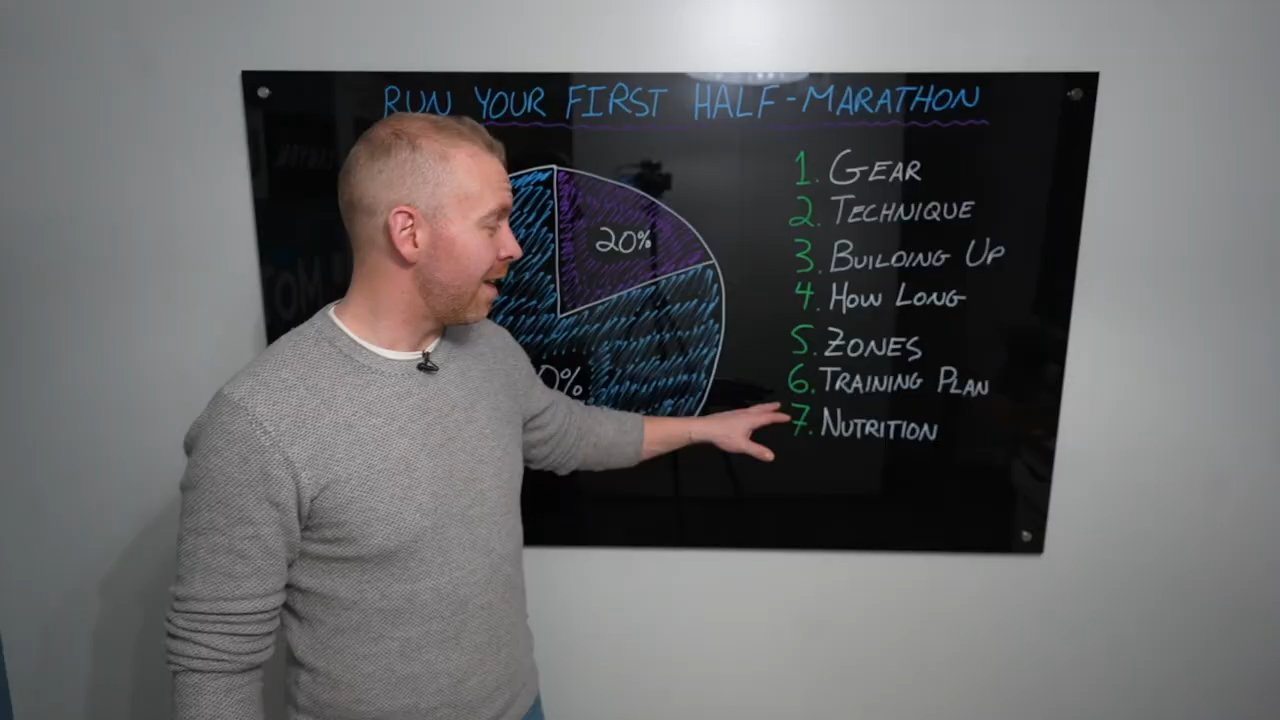 RUN YOUR FIRST HALF-MARATHON
20%
0%
1. GEAR
2. TECHNIQUE
3. BUILDING UP
4. HOW LONG
5. ZONES
6. TRAINING PLAN
7. NUTRITION